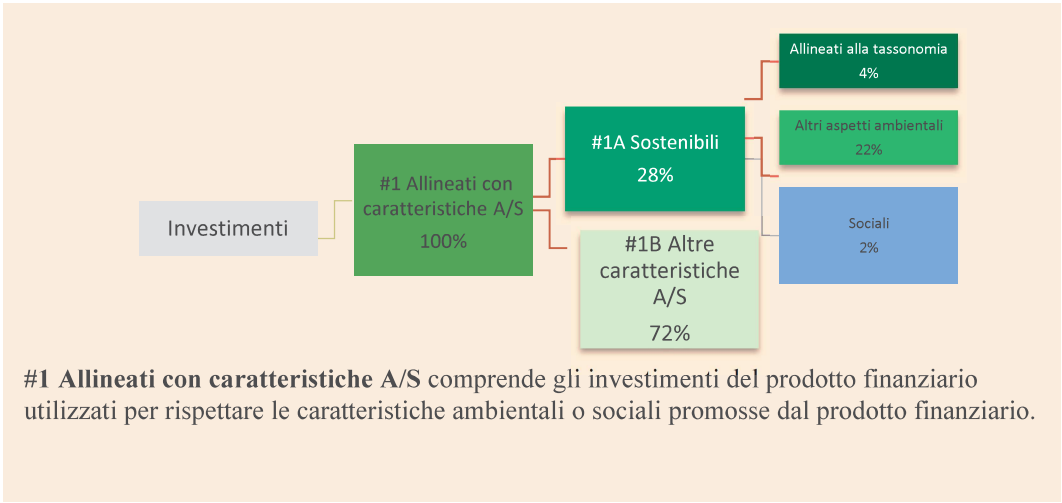 Investimenti
#1 Allineati con
caratteristiche A/S
100%
#1A Sostenibili
28%
#1B Altre
caratteristiche
A/S
72%
Allineati alla tassonomia
4%
Altri aspetti ambientali
22%
Sociali
2%
#1 Allineati con caratteristiche A/S comprende gli investimenti del prodotto finanziario
utilizzati per rispettare le caratteristiche ambientali o sociali promosse dal prodotto finanziario.